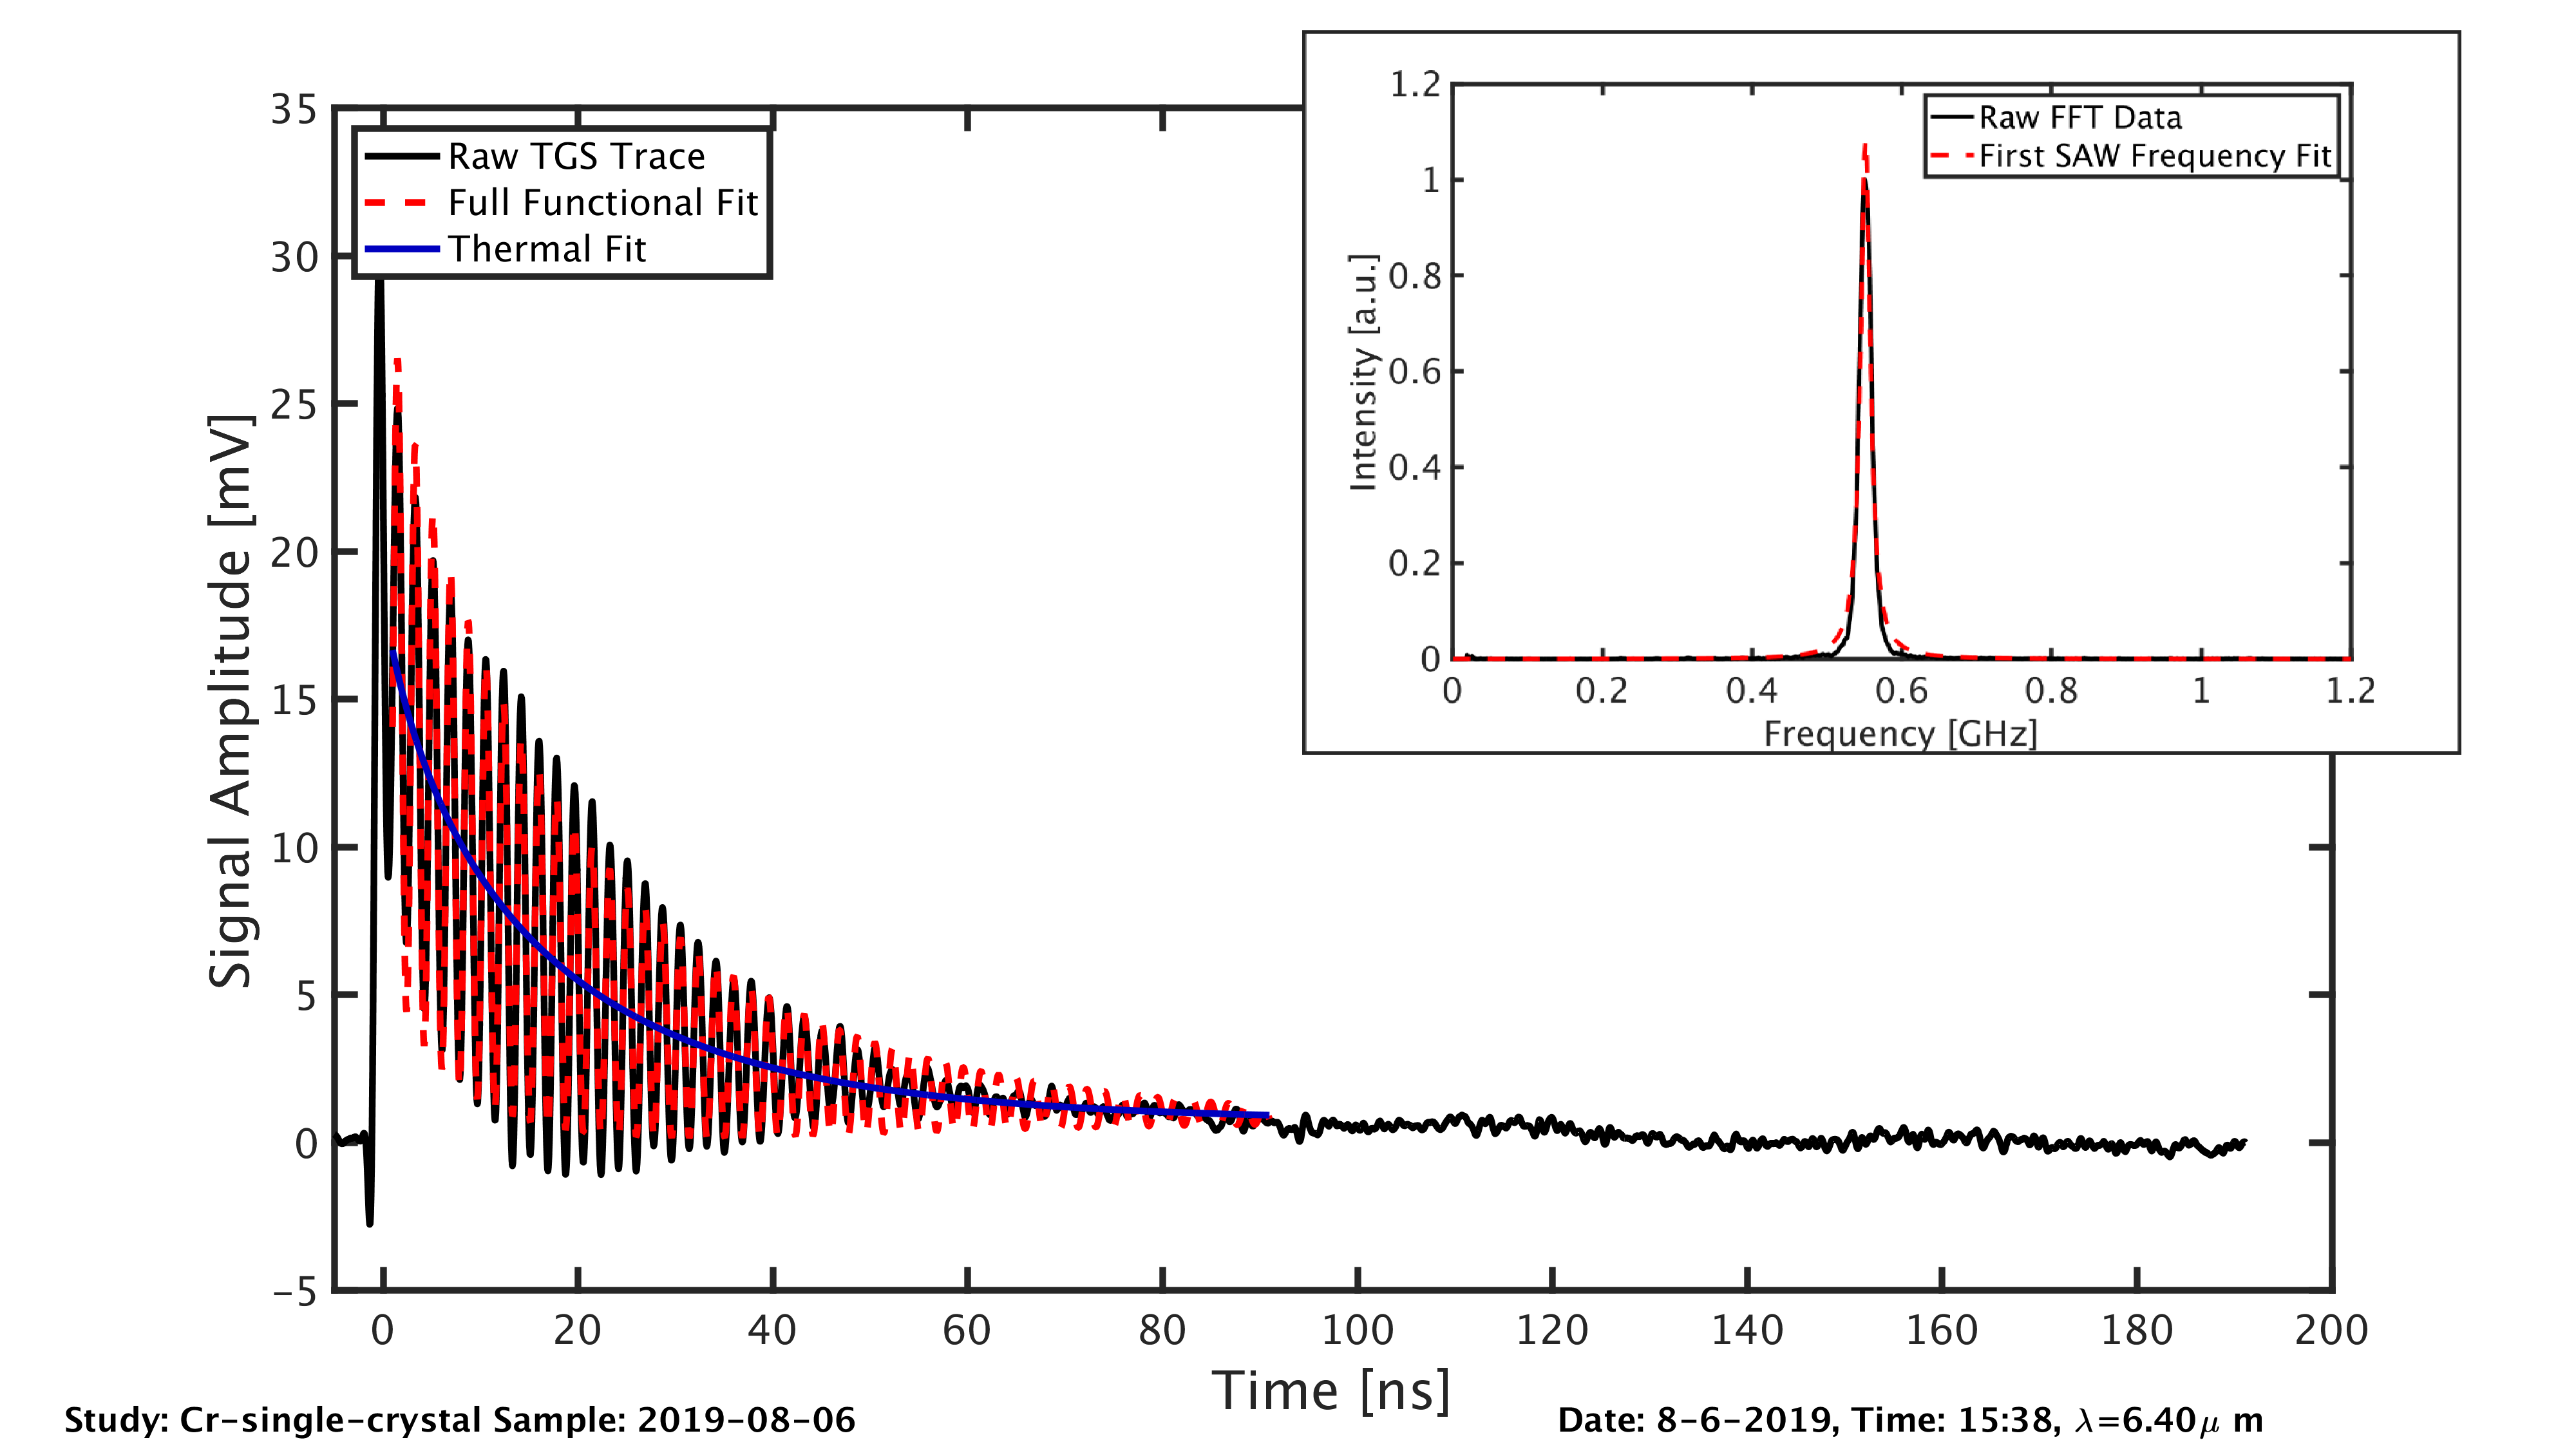 35
30
25
20
15
10
5
0
-5
Signal Amplitude [mV]
Raw TGS Trace
Full Functional Fit
Thermal Fit
0 20 40 60 80 100 120 140 160 180 200
Time [ns]
1.2
1
0.8
0.6
0.4
0.2
0
Intensity [a.u.]
Raw FFT Data
First SAW Frequency Fit
0 0.2 0.4 0.6 0.8 1 1.2
Frequency [GHz]
Study: Cr-single-crystal Sample: 2019-08-06
Date: 8-6-2019, Time: 15:38, λ=6.40μ m